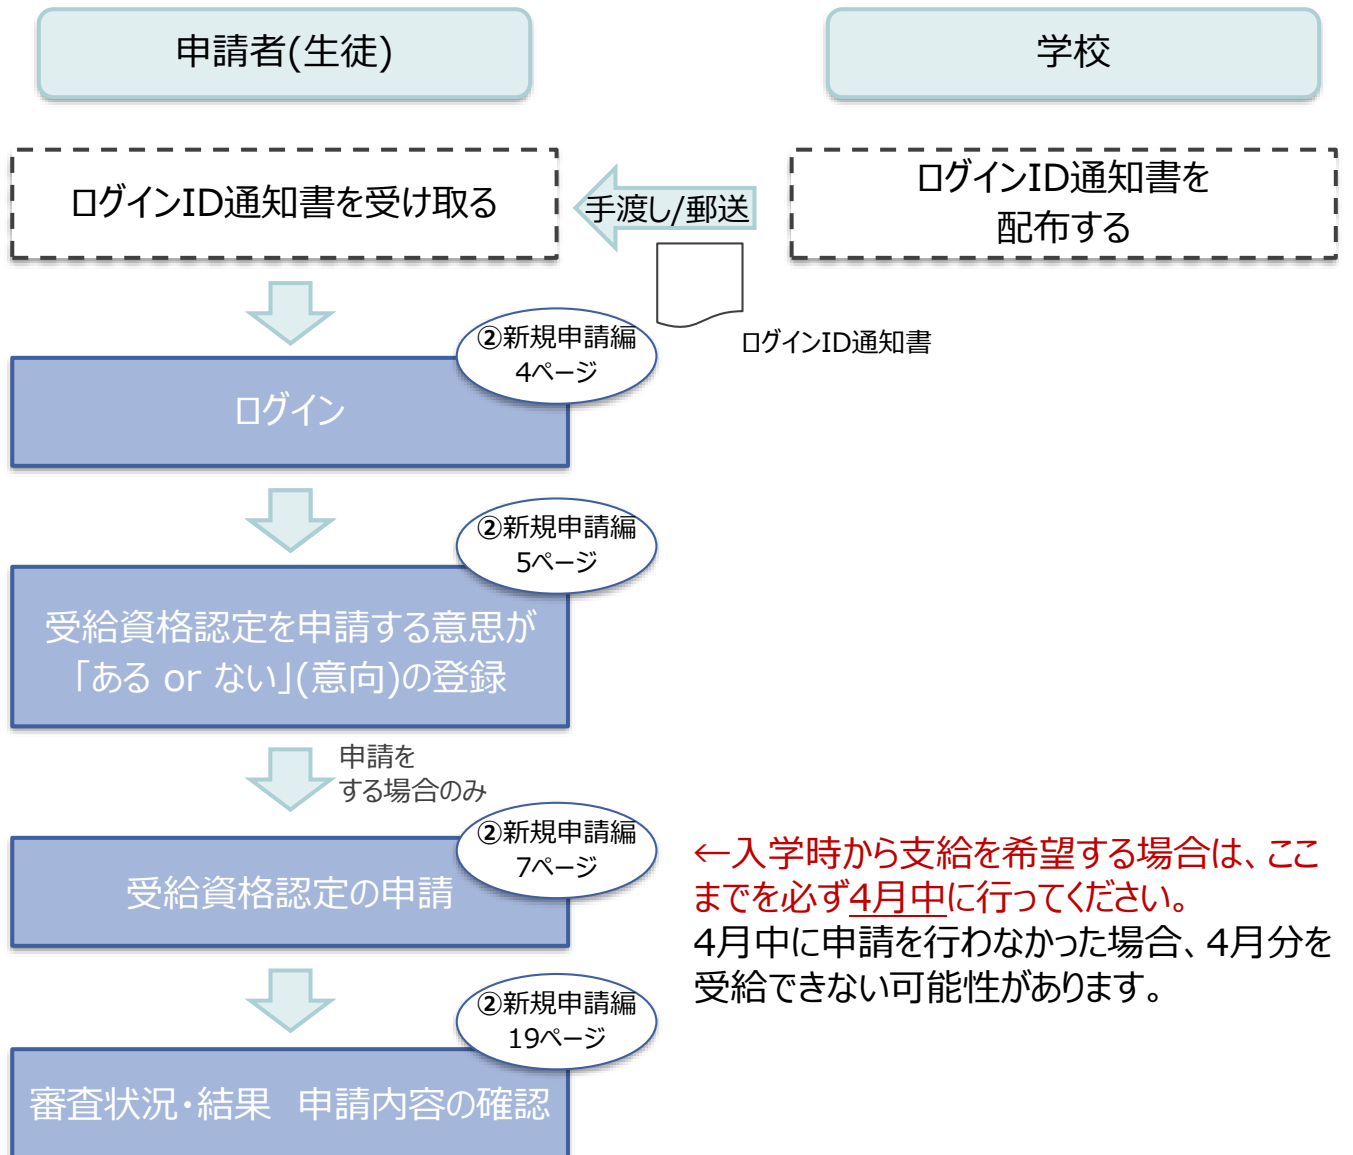 申請者(生徒)
学校
ログインID通知書を受け取る
手渡し/郵送
ログインID通知書を
配布する
ログインID通知書
②新規申請編
4ページ
ログイン
②新規申請編
5ページ
受給資格認定を申請する意思が
「ある or ない」(意向)の登録
申請を
する場合のみ
②新規申請編
7ページ
受給資格認定の申請
←入学時から支給を希望する場合は、ここ
までを必ず4月中に行ってください。
4月中に申請を行わなかった場合、4月分を
受給できない可能性があります。
②新規申請編
19ページ
審査状況・結果　申請内容の確認